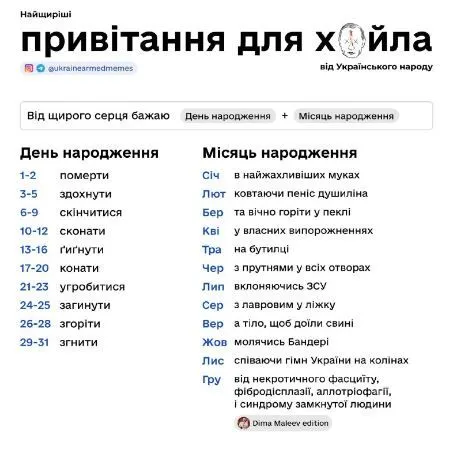 Найщиріші
привітання для х йла
від Українського народу
@ukrainearmedmemes
Від щирого серця бажаю День народження + Місяць народження
День народження
1-2 померти
3-5 здохнути
6-9 скінчитися
10-12 сконати
13-16 ґиґнути
17-20 конати
21-23 угробитися
24-25 загинути
26-28 згоріти
29-31 згнити
Місяць народження
Січ в найжахливіших муках
Лют ковтаючи пеніс душиліна
Бер та вічно горіти у пеклі
Кві у власних випорожненнях
Тра на бутилці
Чер з прутнями у всіх отворах
Лип вклоняючись ЗСУ
Сер з лавровим у ліжку
Вер а тіло, щоб доїли свині
Жов молячись Бандері
Лис співаючи гімн України на колінах
Гру від некротичного фасциїту,
фібродісплазії, аллотріофагії,
і синдрому замкнутої людини
Dima Maleev edition